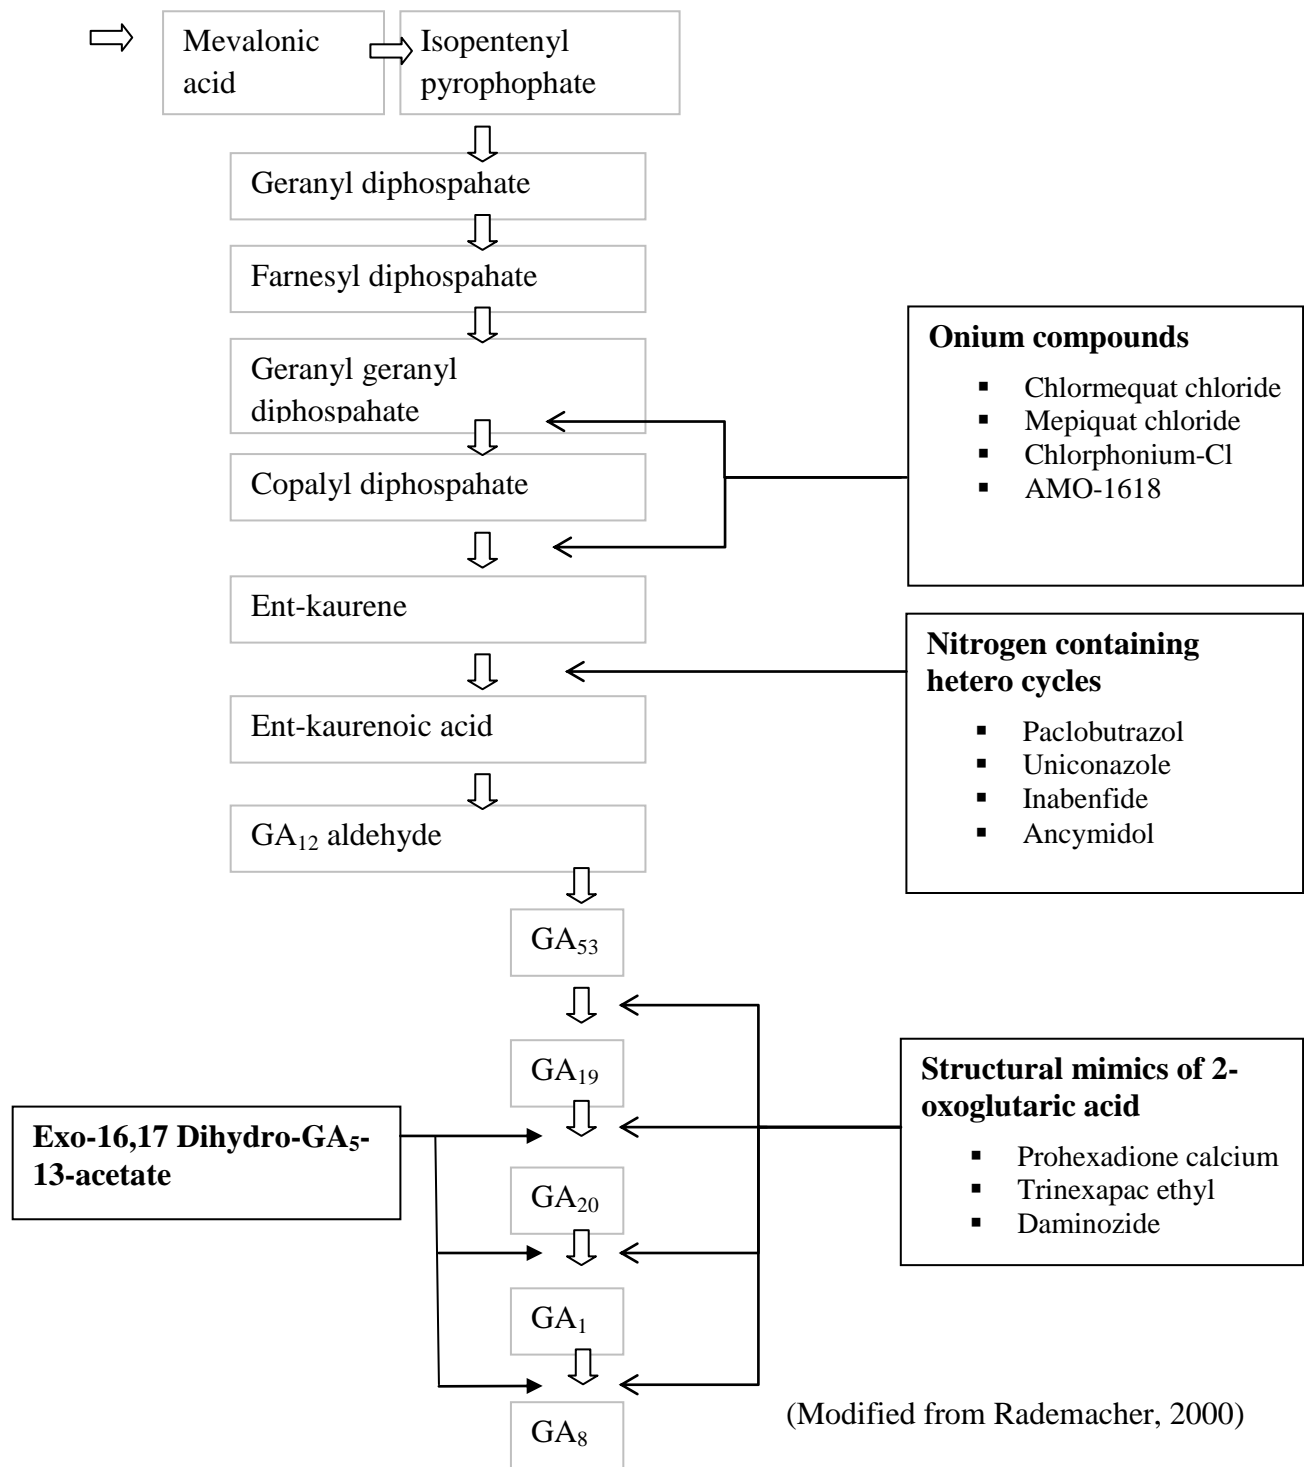 Mevalonic
acid
Isopentenyl
pyrophophate
Geranyl diphospahate
Farnesyl diphospahate
Geranyl geranyl
diphospahate
Copalyl diphospahate
Ent-kaurene
Ent-kaurenoic acid
GA₁₂ aldehyde
GA₅₃
GA₁₉
GA₂₀
GA₁
GA₈
Onium compounds
▪ Chlormequat chloride
▪ Mepiquat chloride
▪ Chlorphonium-Cl
▪ AMO-1618
Nitrogen containing
hetero cycles
▪ Paclobutrazol
▪ Uniconazole
▪ Inabenfide
▪ Ancymidol
Structural mimics of 2-
oxoglutaric acid
▪ Prohexadione calcium
▪ Trinexapac ethyl
▪ Daminozide
Exo-16,17 Dihydro-GA₅-
13-acetate
(Modified from Rademacher, 2000)